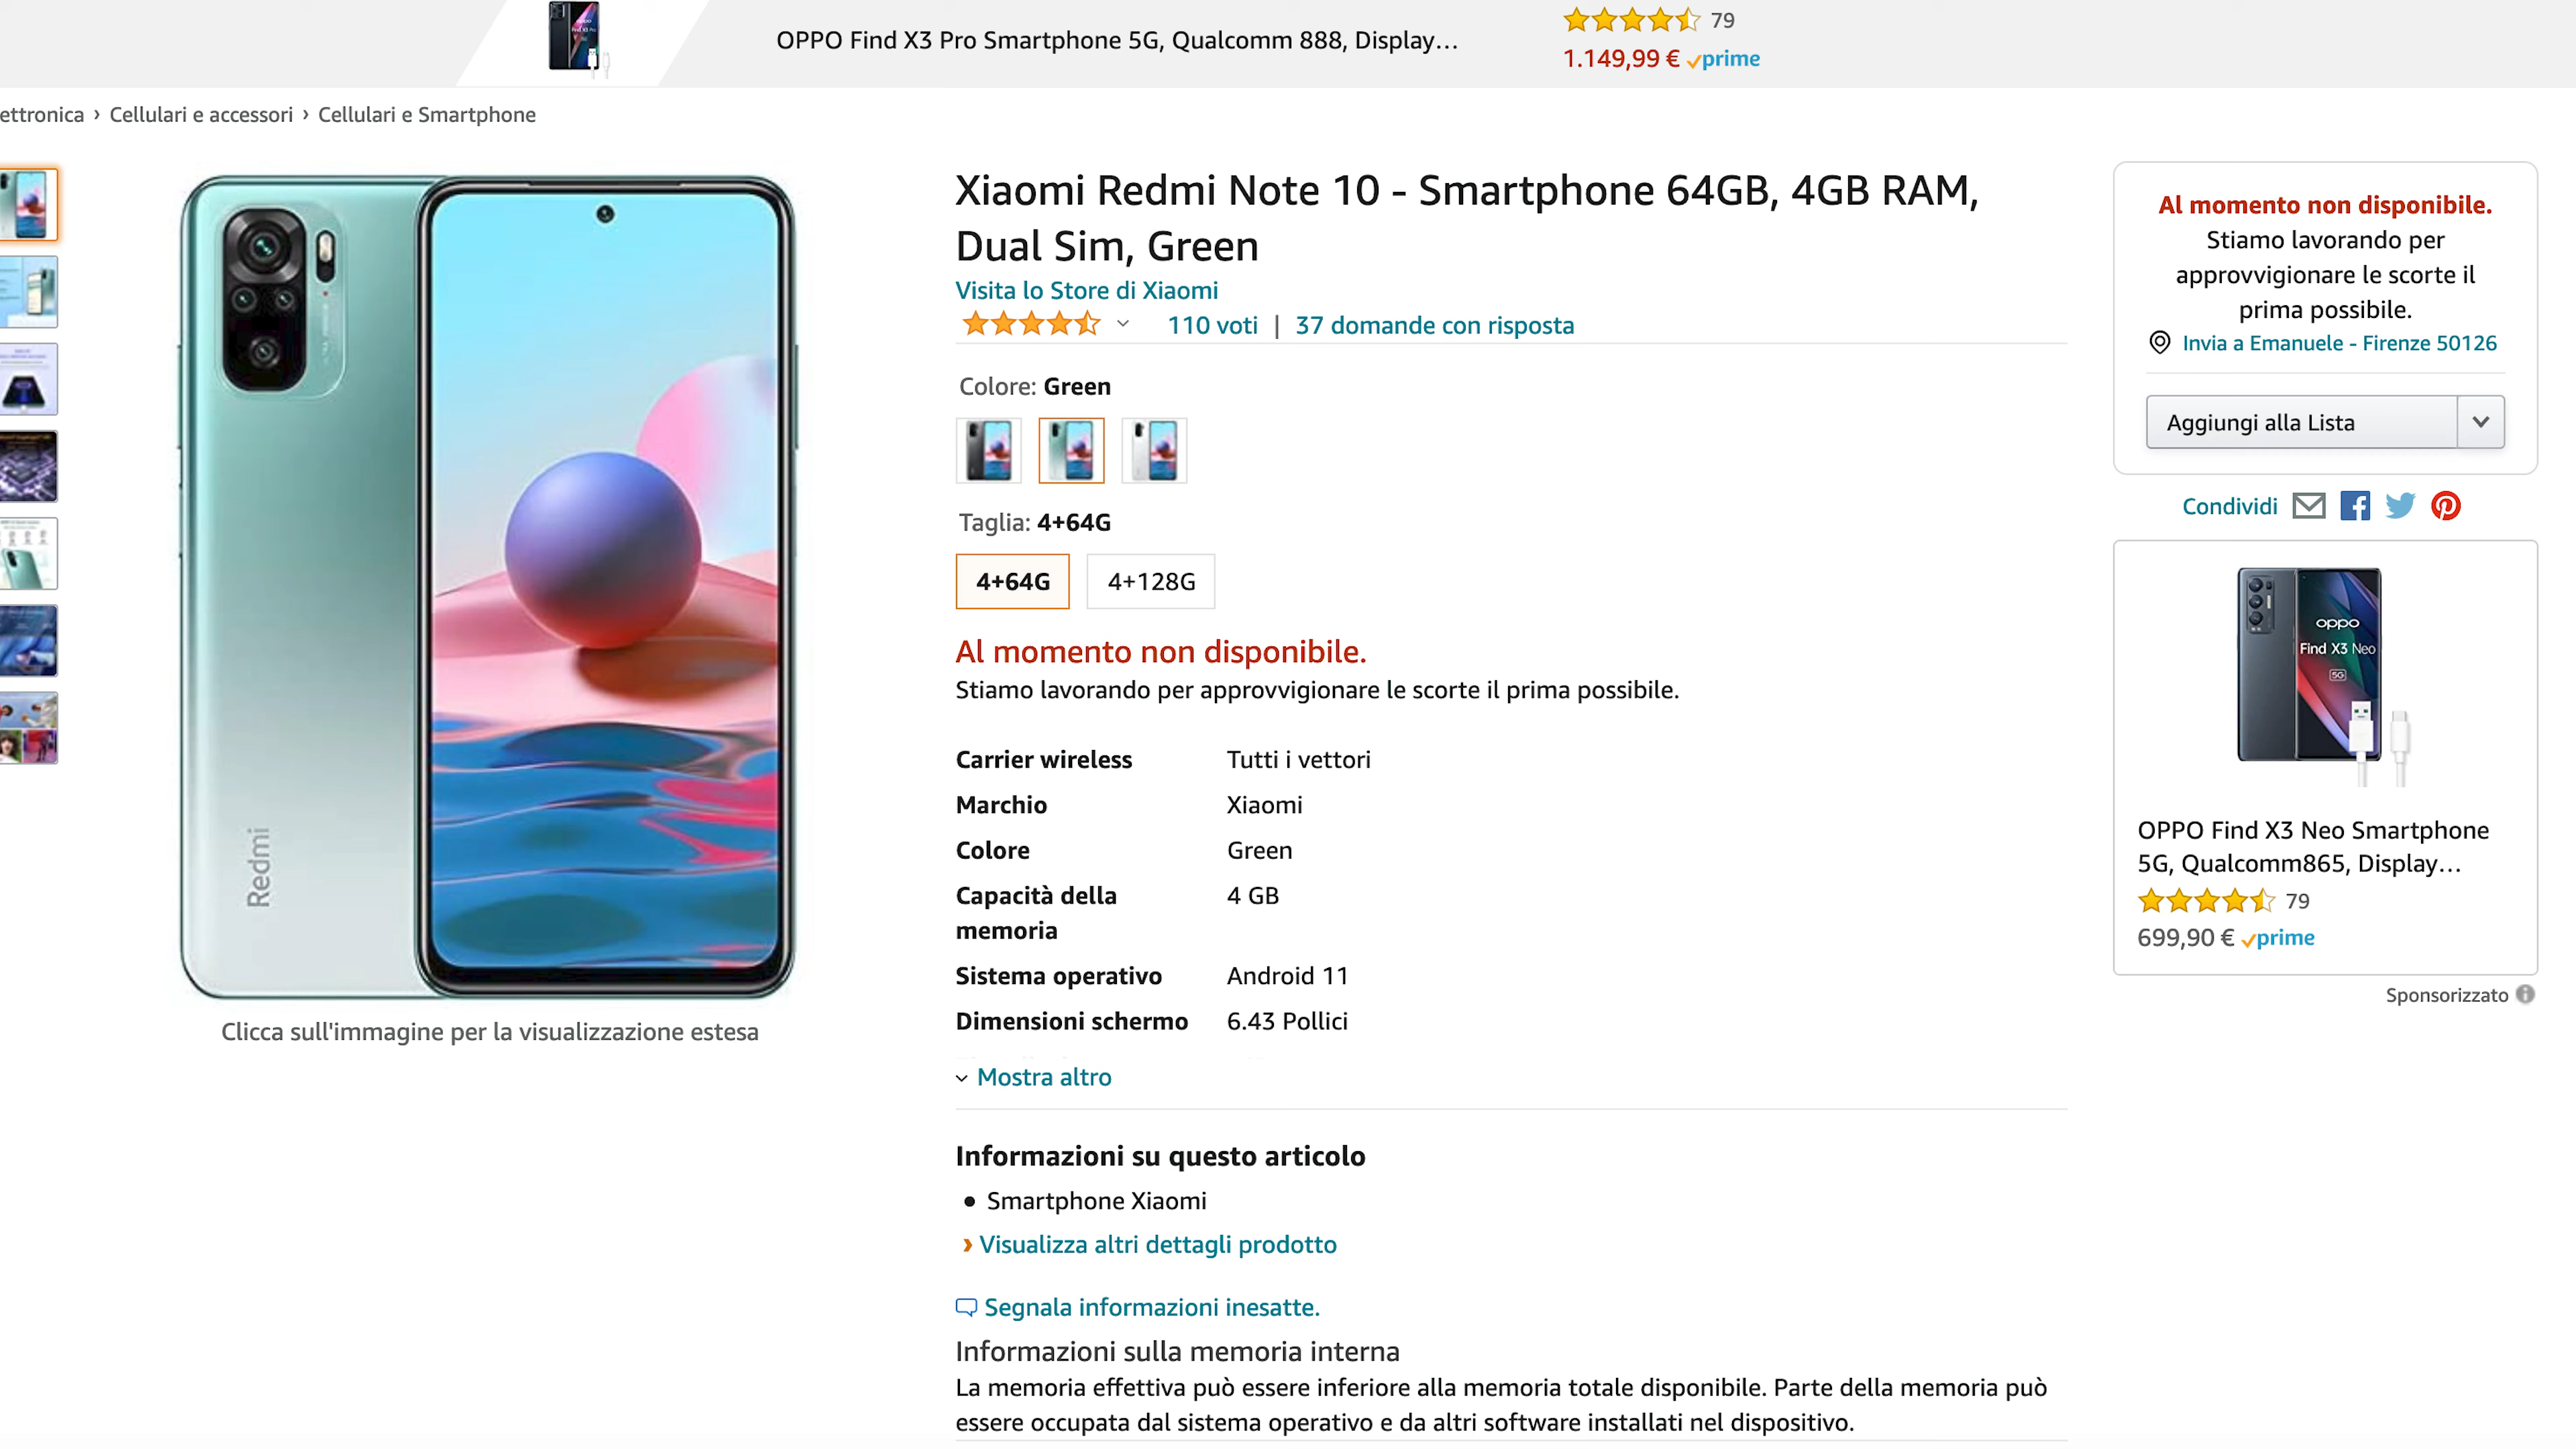 OPPO Find X3 Pro Smartphone 5G, Qualcomm 888, Display…
79
1.149,99 € prime
ettronica › Cellulari e accessori › Cellulari e Smartphone
Redmi
Clicca sull'immagine per la visualizzazione estesa
Xiaomi Redmi Note 10 - Smartphone 64GB, 4GB RAM,
Dual Sim, Green
Visita lo Store di Xiaomi
110 voti | 37 domande con risposta
Colore: Green
Taglia: 4+64G
4+64G 4+128G
Al momento non disponibile.
Stiamo lavorando per approvvigionare le scorte il prima possibile.
Carrier wireless Tutti i vettori
Marchio Xiaomi
Colore Green
Capacità della 4 GB
memoria
Sistema operativo Android 11
Dimensioni schermo 6.43 Pollici
Mostra altro
Informazioni su questo articolo
• Smartphone Xiaomi
› Visualizza altri dettagli prodotto
Segnala informazioni inesatte.
Informazioni sulla memoria interna
La memoria effettiva può essere inferiore alla memoria totale disponibile. Parte della memoria può
essere occupata dal sistema operativo e da altri software installati nel dispositivo.
Al momento non disponibile.
Stiamo lavorando per
approvvigionare le scorte il
prima possibile.
Invia a Emanuele - Firenze 50126
Aggiungi alla Lista
Condividi
oppo
Find X3 Neo
5G
OPPO Find X3 Neo Smartphone
5G, Qualcomm865, Display…
79
699,90 € prime
Sponsorizzato